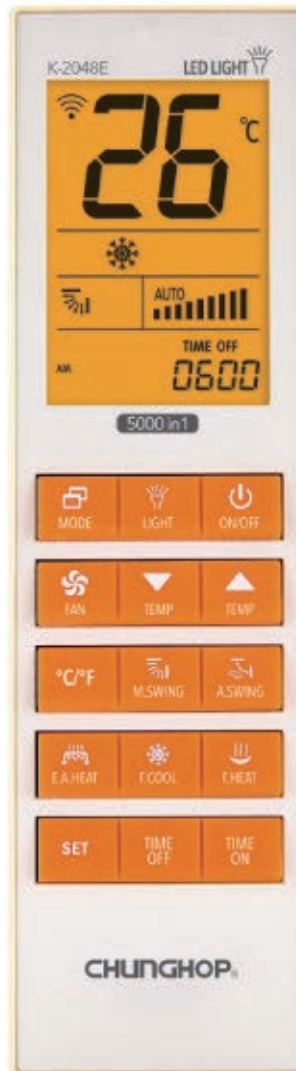 K-2048E LED LIGHT
26 °C
AUTO
TIME OFF
AM 0600
5000 in1
MODE LIGHT ON/OFF
FAN TEMP TEMP
°C/°F M.SWING A.SWING
E.A.HEAT F.COOL F.HEAT
SET TIME OFF TIME ON
CHUNGHOP®